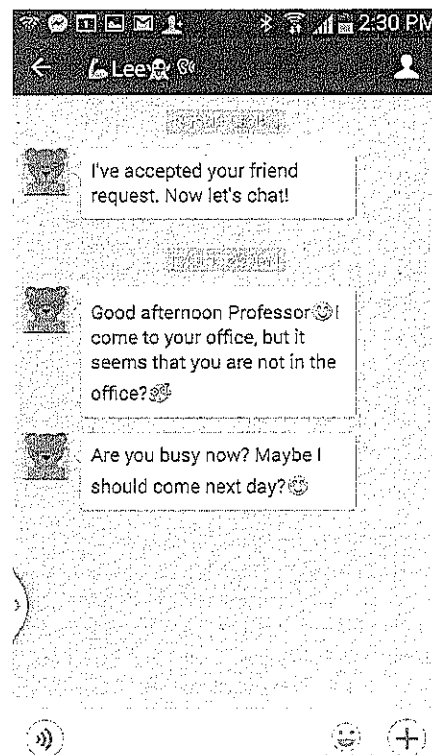 2:30 PM
Lee
I've accepted your friend
request. Now let's chat!
Good afternoon Professor I
come to your office, but it
seems that you are not in the
office?
Are you busy now? Maybe I
should come next day?